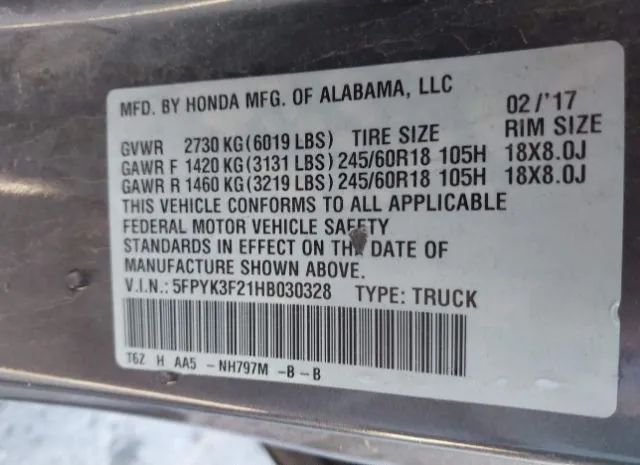 MFD. BY HONDA MFG. OF ALABAMA, LLC 02/'17
GVWR 2730 KG(6019 LBS) TIRE SIZE RIM SIZE
GAWR F 1420 KG(3131 LBS) 245/60R18 105H 18X8.0J
GAWR R 1460 KG(3219 LBS) 245/60R18 105H 18X8.0J
THIS VEHICLE CONFORMS TO ALL APPLICABLE
FEDERAL MOTOR VEHICLE SAFETY
STANDARDS IN EFFECT ON THE DATE OF
MANUFACTURE SHOWN ABOVE.
V.I.N.: 5FPYK3F21HB030328 TYPE: TRUCK
T6Z H AA5 - NH797M -B-B